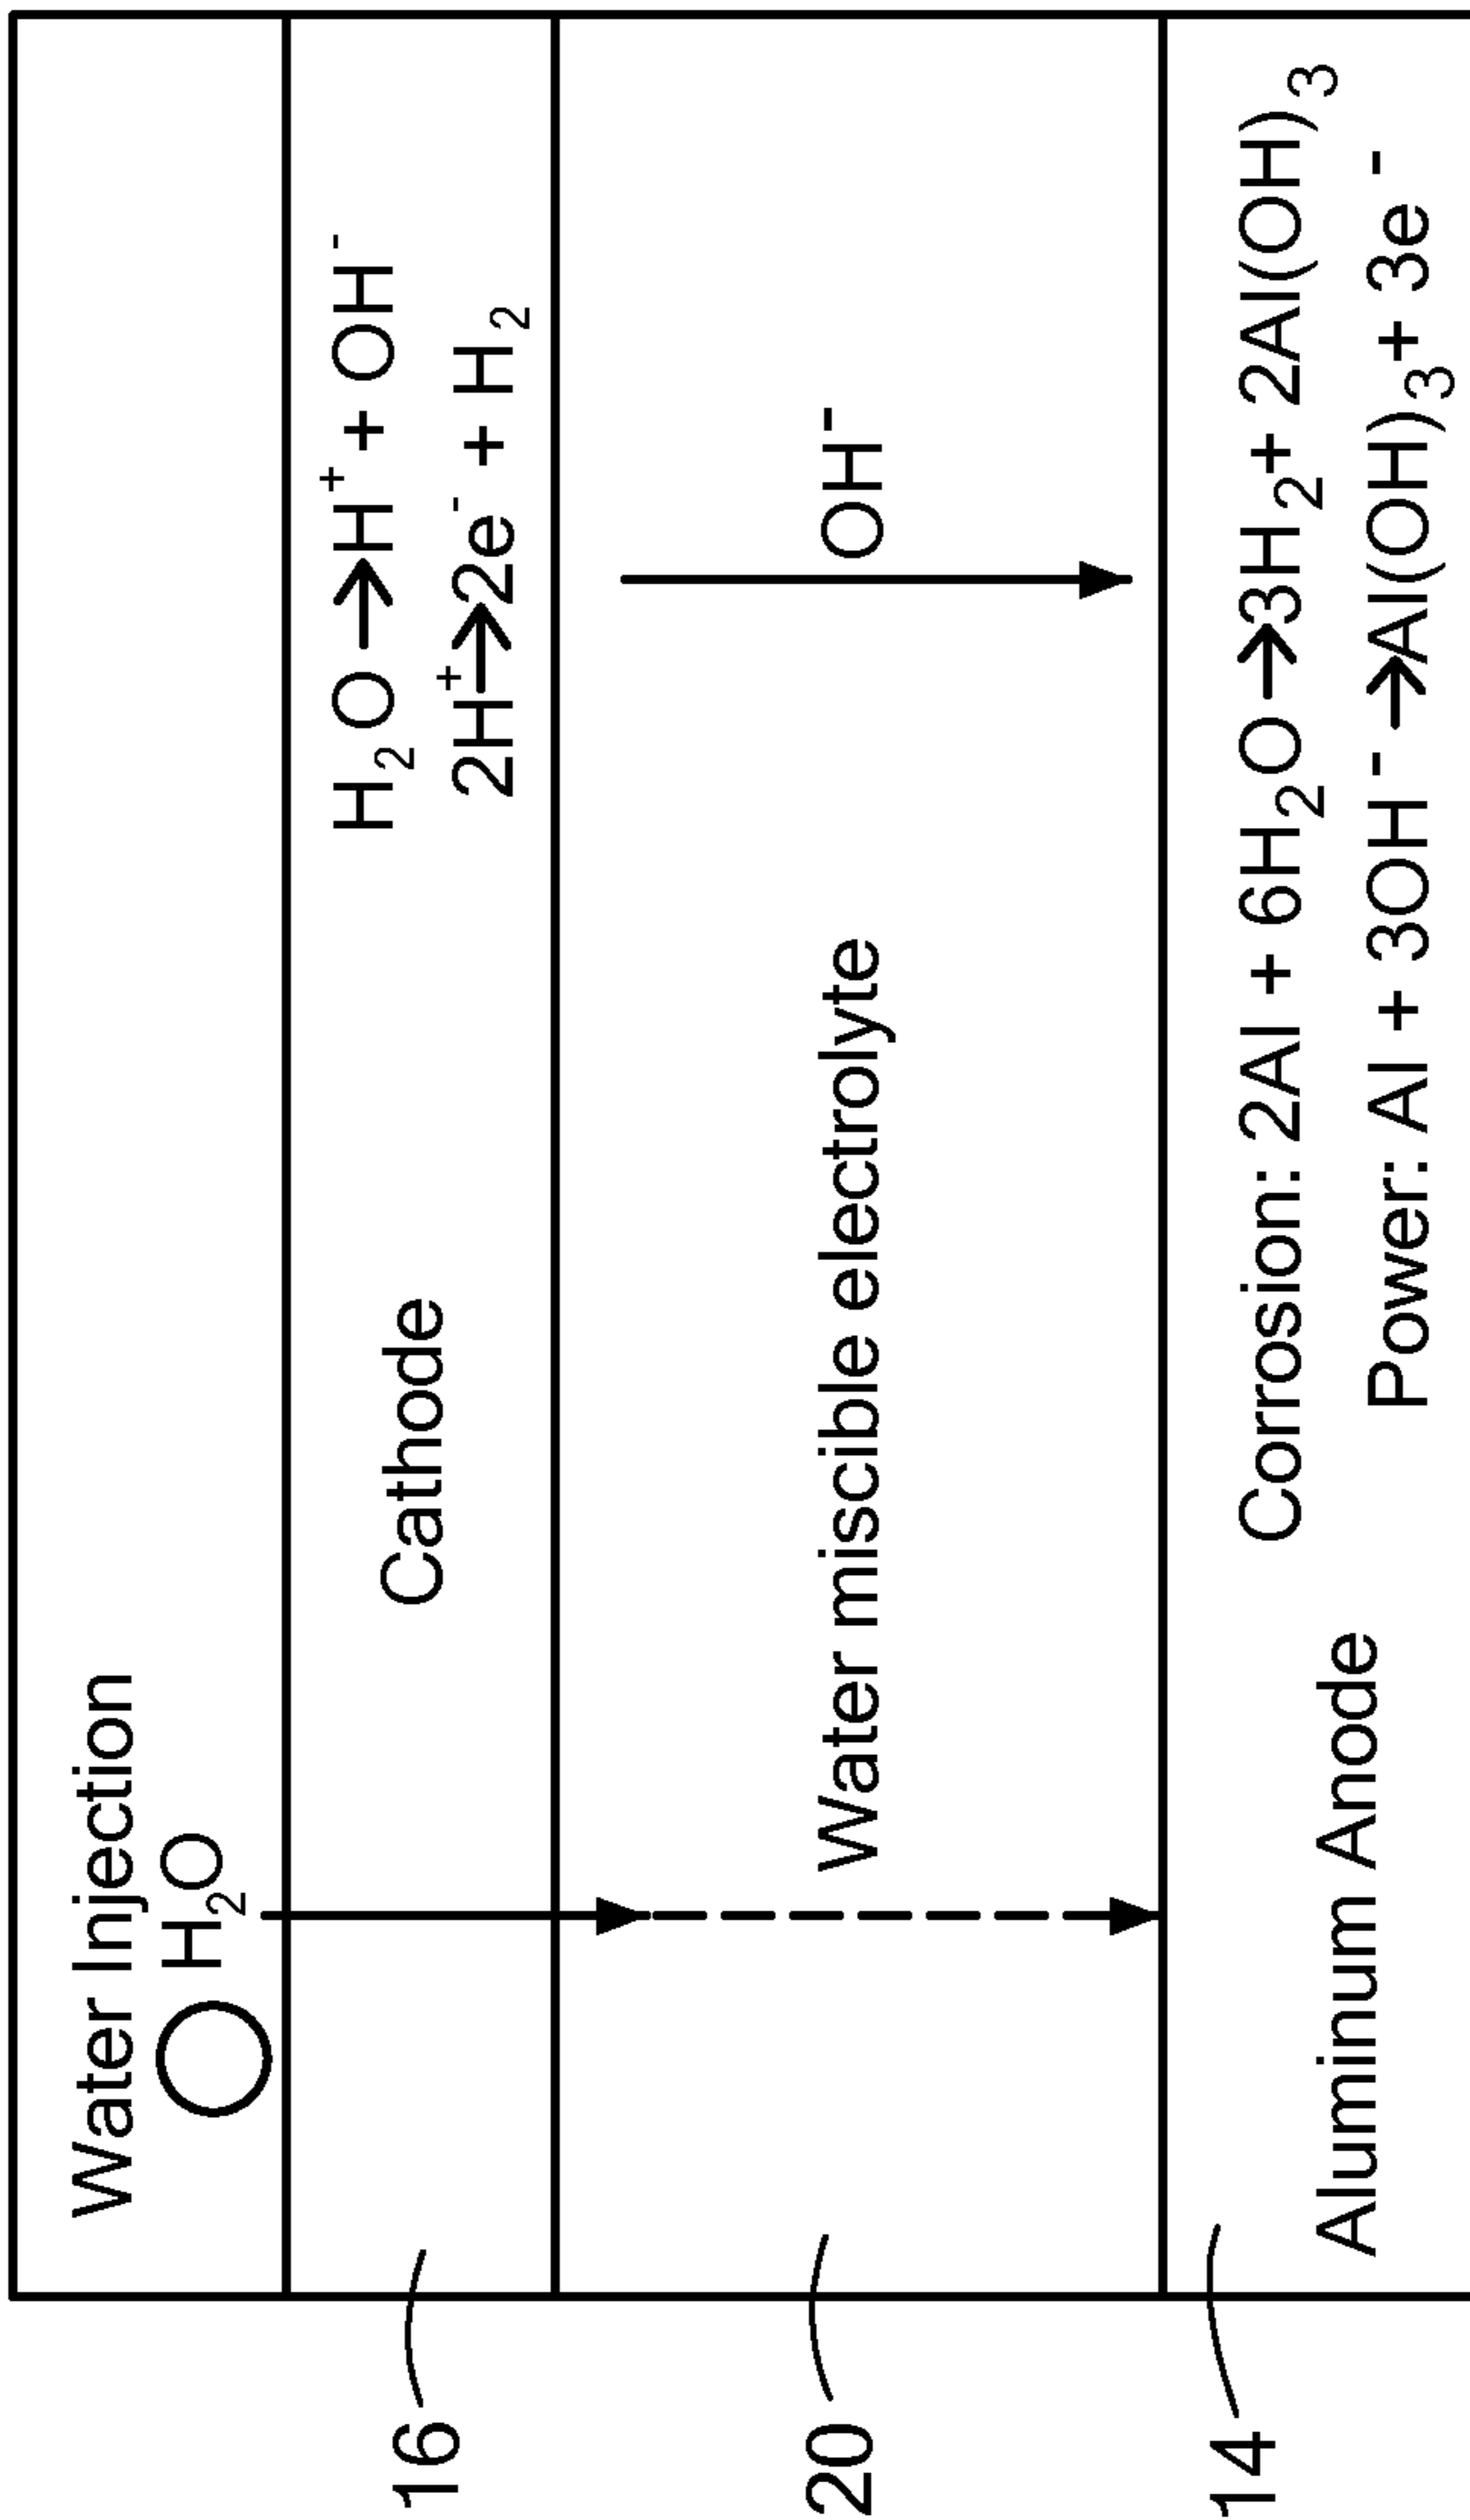 Water Injection
H₂O
16
Cathode
H₂O → H⁺ + OH⁻
2H⁺ → 2e⁻ + H₂
20
Water miscible electrolyte
OH⁻
14
Aluminum Anode
Corrosion: 2Al + 6H₂O → 3H₂ + 2Al(OH)₃
Power: Al + 3OH⁻ → Al(OH)₃ + 3e⁻